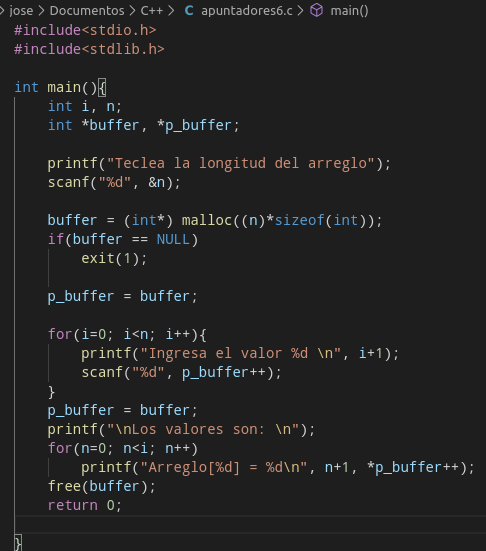 > jose > Documentos > C++ > C apuntadores6.c > main()
#include<stdio.h>
#include<stdlib.h>
int main(){
int i, n;
int *buffer, *p_buffer;
printf("Teclea la longitud del arreglo");
scanf("%d", &n);
buffer = (int*) malloc((n)*sizeof(int));
if(buffer == NULL)
exit(1);
p_buffer = buffer;
for(i=0; i<n; i++){
printf("Ingresa el valor %d \n", i+1);
scanf("%d", p_buffer++);
}
p_buffer = buffer;
printf("\nLos valores son: \n");
for(n=0; n<i; n++)
printf("Arreglo[%d] = %d\n", n+1, *p_buffer++);
free(buffer);
return 0;
}